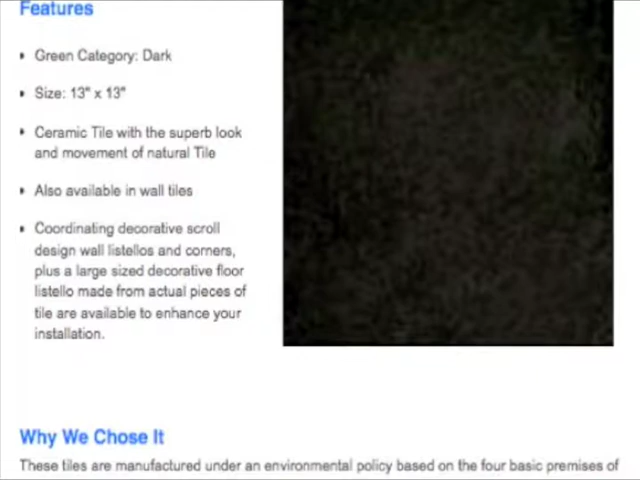 Features
Green Category: Dark
Size: 13" x 13"
Ceramic Tile with the superb look
and movement of natural Tile
Also available in wall tiles
Coordinating decorative scroll
design wall listellos and corners,
plus a large sized decorative floor
listello made from actual pieces of
tile are available to enhance your
installation.
Why We Chose It
These tiles are manufactured under an environmental policy based on the four basic premises of